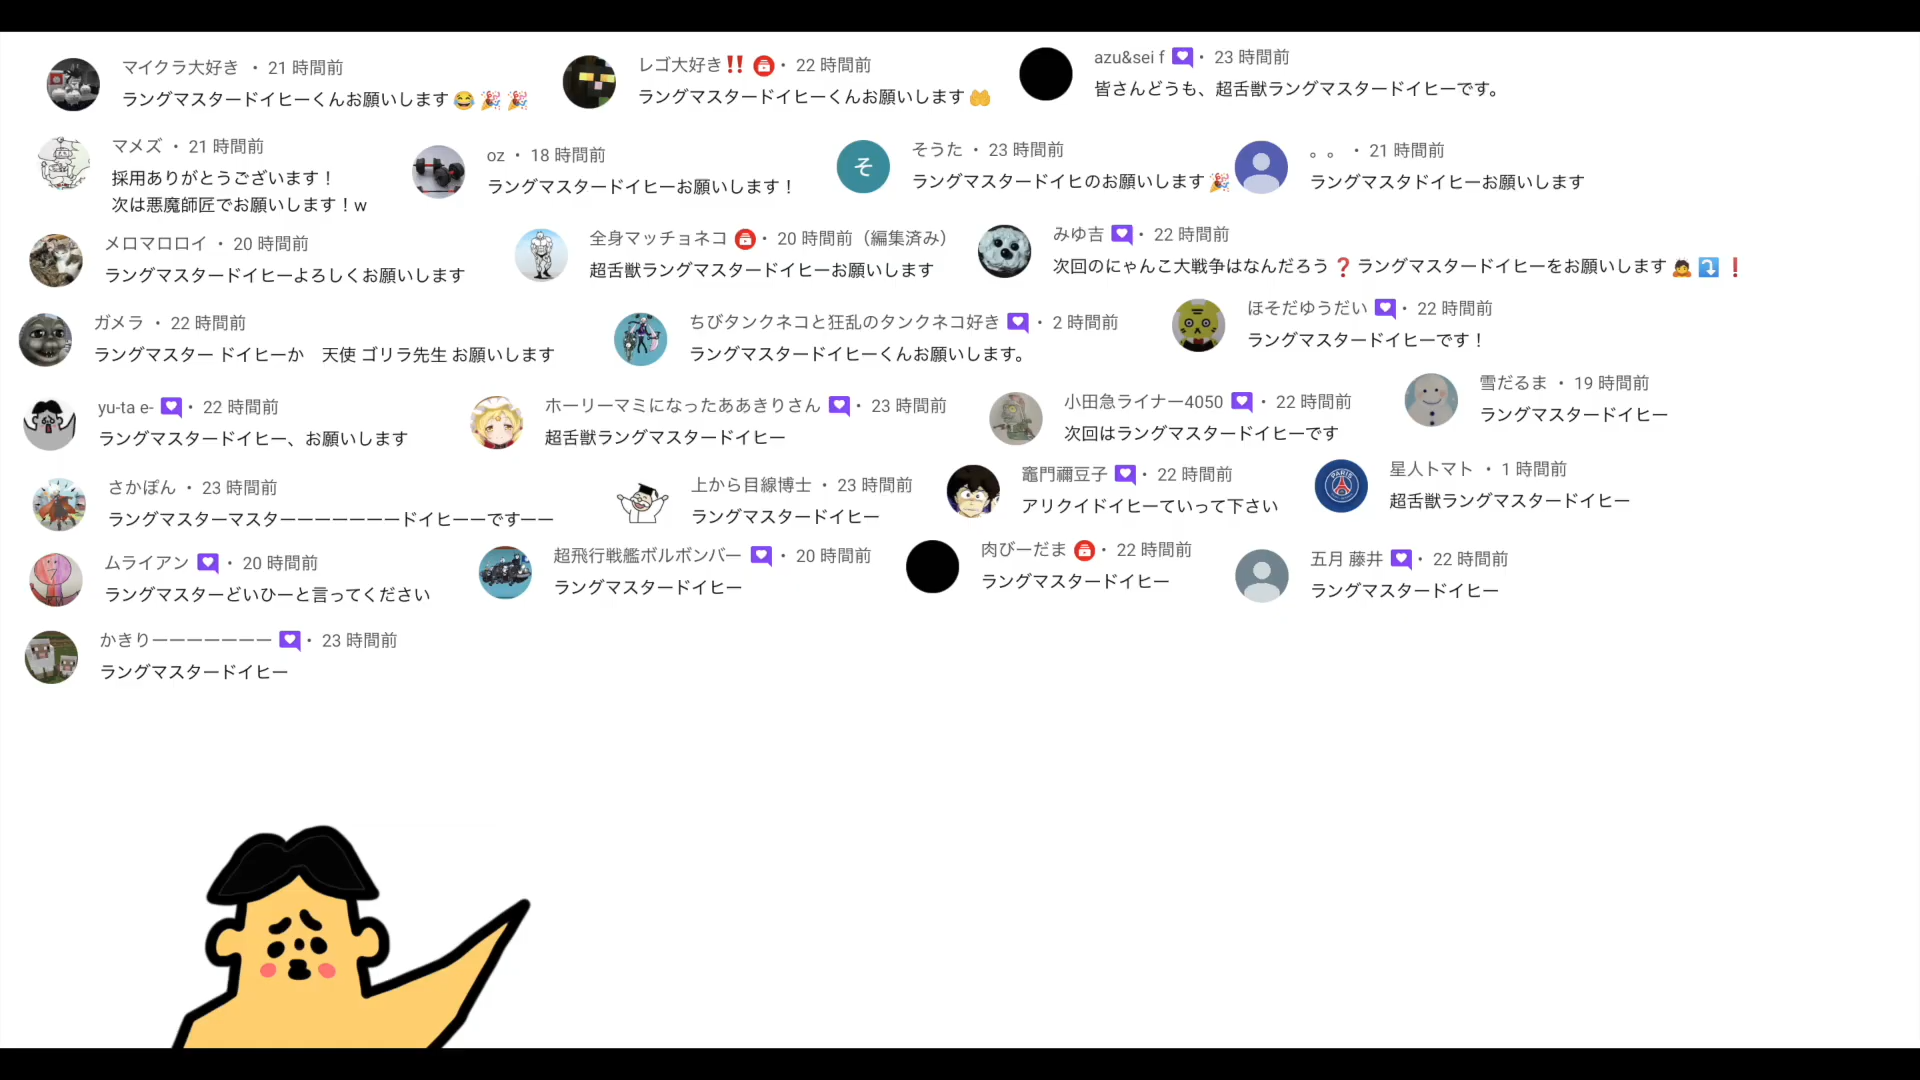 マイクラ大好き ・ 21 時間前
ラングマスタードイヒーくんお願いします😂🎉🎉
レゴ大好き‼️ ・ 22 時間前
ラングマスタードイヒーくんお願いします🤲
azu&sei f ・ 23 時間前
皆さんどうも、超舌獣ラングマスタードイヒーです。
マメズ ・ 21 時間前
採用ありがとうございます！
次は悪魔師匠でお願いします！w
oz ・ 18 時間前
ラングマスタードイヒーお願いします！
そ
そうた ・ 23 時間前
ラングマスタードイヒのお願いします🎉
。。 ・ 21 時間前
ラングマスタドイヒーお願いします
メロマロロイ ・ 20 時間前
ラングマスタードイヒーよろしくお願いします
全身マッチョネコ ・ 20 時間前（編集済み）
超舌獣ラングマスタードイヒーお願いします
みゆ吉 ・ 22 時間前
次回のにゃんこ大戦争はなんだろう❓ラングマスタードイヒーをお願いします🙇⤵️❗
ガメラ ・ 22 時間前
ラングマスター ドイヒーか　天使 ゴリラ先生 お願いします
ちびタンクネコと狂乱のタンクネコ好き ・ 2 時間前
ラングマスタードイヒーくんお願いします。
ほそだゆうだい ・ 22 時間前
ラングマスタードイヒーです！
yu-ta e- ・ 22 時間前
ラングマスタードイヒー、お願いします
ホーリーマミになったああきりさん ・ 23 時間前
超舌獣ラングマスタードイヒー
小田急ライナー4050 ・ 22 時間前
次回はラングマスタードイヒーです
雪だるま ・ 19 時間前
ラングマスタードイヒー
さかぽん ・ 23 時間前
ラングマスターマスターーーーーーードイヒーーですーー
上から目線博士 ・ 23 時間前
ラングマスタードイヒー
竈門禰豆子 ・ 22 時間前
アリクイドイヒーていって下さい
PARIS
星人トマト ・ 1 時間前
超舌獣ラングマスタードイヒー
ムライアン ・ 20 時間前
ラングマスターどいひーと言ってください
超飛行戦艦ボルボンバー ・ 20 時間前
ラングマスタードイヒー
肉びーだま ・ 22 時間前
ラングマスタードイヒー
五月 藤井 ・ 22 時間前
ラングマスタードイヒー
かきりーーーーーーー ・ 23 時間前
ラングマスタードイヒー